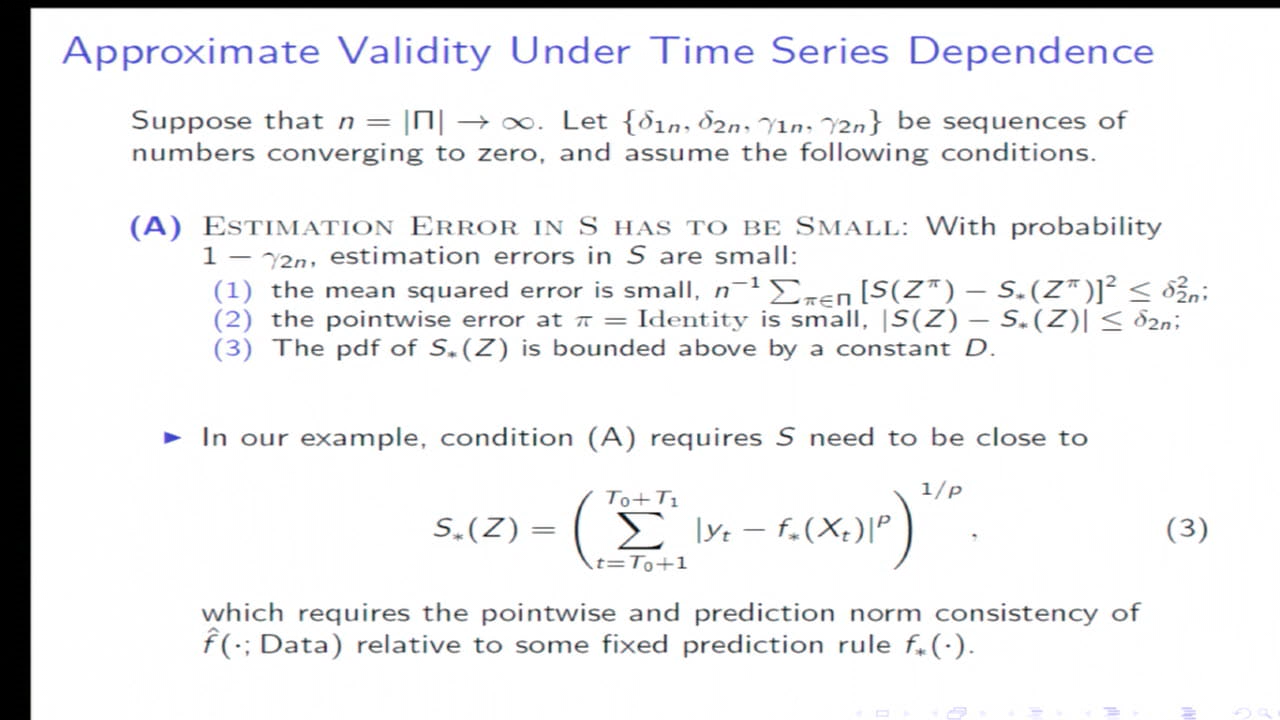 Approximate Validity Under Time Series Dependence
Suppose that n = |Π| → ∞. Let {δ₁ₙ, δ₂ₙ, γ₁ₙ, γ₂ₙ} be sequences of
numbers converging to zero, and assume the following conditions.
(A) ESTIMATION ERROR IN S HAS TO BE SMALL: With probability
1 − γ₂ₙ, estimation errors in S are small:
(1) the mean squared error is small, n⁻¹ ∑_{π∈Π} [S(Z^π) − S_*(Z^π)]² ≤ δ²₂ₙ;
(2) the pointwise error at π = Identity is small, |S(Z) − S_*(Z)| ≤ δ₂ₙ;
(3) The pdf of S_*(Z) is bounded above by a constant D.
► In our example, condition (A) requires S need to be close to
S_*(Z) = ( ∑_{t=T₀+1}^{T₀+T₁} |y_t − f_*(X_t)|^p )^{1/p} , (3)
which requires the pointwise and prediction norm consistency of
f̂(·; Data) relative to some fixed prediction rule f_*(·).